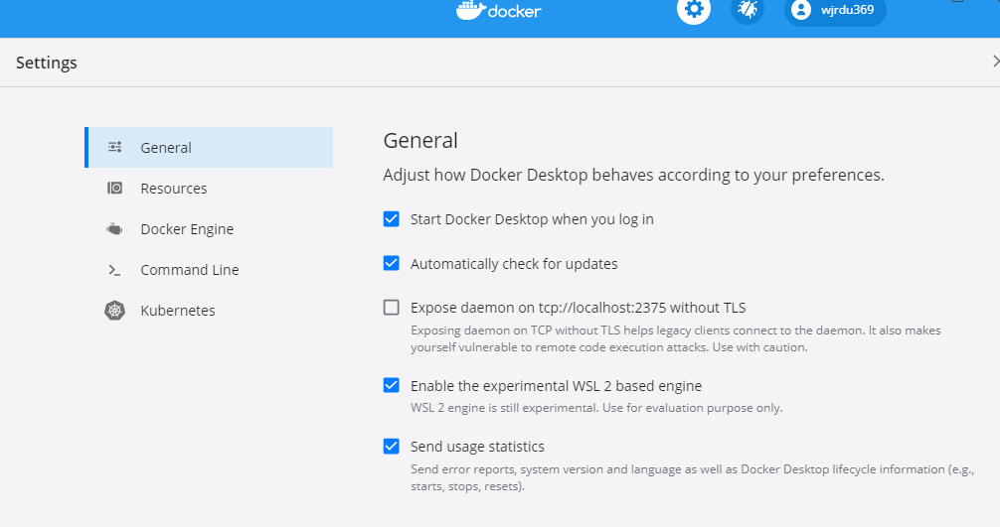 docker
wjrdu369
Settings
General
Resources
Docker Engine
Command Line
Kubernetes
General
Adjust how Docker Desktop behaves according to your preferences.
Start Docker Desktop when you log in
Automatically check for updates
Expose daemon on tcp://localhost:2375 without TLS
Exposing daemon on TCP without TLS helps legacy clients connect to the daemon. It also makes
yourself vulnerable to remote code execution attacks. Use with caution.
Enable the experimental WSL 2 based engine
WSL 2 engine is still experimental. Use for evaluation purpose only.
Send usage statistics
Send error reports, system version and language as well as Docker Desktop lifecycle information (e.g.,
starts, stops, resets).